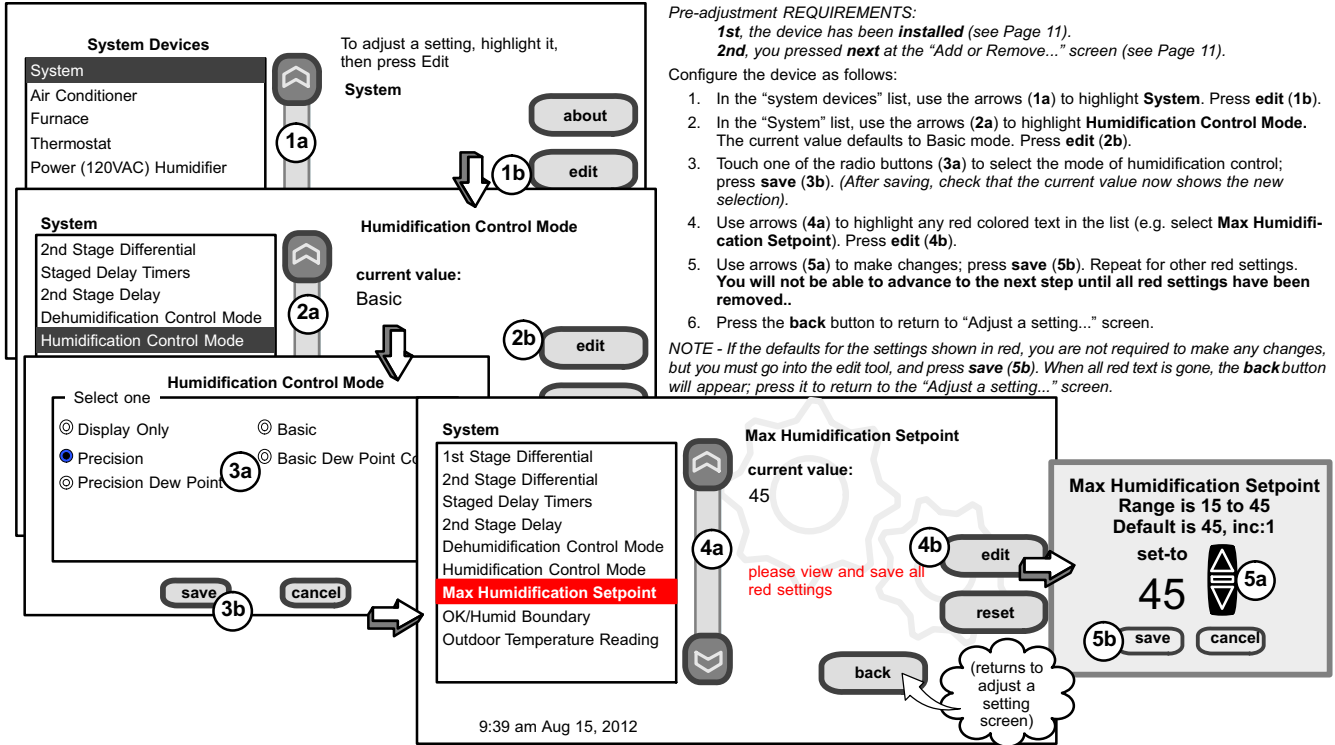 System Devices
System
Air Conditioner
Furnace
Thermostat
Power (120VAC) Humidifier
To adjust a setting, highlight it,
then press Edit
System
1a
about
1b
edit
System
2nd Stage Differential
Staged Delay Timers
2nd Stage Delay
Dehumidification Control Mode
Humidification Control Mode
2a
Humidification Control Mode
current value:
Basic
2b
edit
Humidification Control Mode
Select one
Display Only
Basic
Precision
Basic Dew Point Co
Precision Dew Point
3a
save
cancel
3b
Pre-adjustment REQUIREMENTS:
1st, the device has been installed (see Page 11).
2nd, you pressed next at the “Add or Remove...” screen (see Page 11).
Configure the device as follows:
1. In the “system devices” list, use the arrows (1a) to highlight System. Press edit (1b).
2. In the “System” list, use the arrows (2a) to highlight Humidification Control Mode.
The current value defaults to Basic mode. Press edit (2b).
3. Touch one of the radio buttons (3a) to select the mode of humidification control;
press save (3b). (After saving, check that the current value now shows the new
selection).
4. Use arrows (4a) to highlight any red colored text in the list (e.g. select Max Humidifi-
cation Setpoint). Press edit (4b).
5. Use arrows (5a) to make changes; press save (5b). Repeat for other red settings.
You will not be able to advance to the next step until all red settings have been
removed..
6. Press the back button to return to “Adjust a setting...” screen.
NOTE - If the defaults for the settings shown in red, you are not required to make any changes,
but you must go into the edit tool, and press save (5b). When all red text is gone, the back button
will appear; press it to return to the “Adjust a setting...” screen.
System
1st Stage Differential
2nd Stage Differential
Staged Delay Timers
2nd Stage Delay
Dehumidification Control Mode
Humidification Control Mode
Max Humidification Setpoint
OK/Humid Boundary
Outdoor Temperature Reading
4a
Max Humidification Setpoint
current value:
45
please view and save all
red settings
4b
edit
reset
back
(returns to
adjust a
setting
screen)
9:39 am Aug 15, 2012
Max Humidification Setpoint
Range is 15 to 45
Default is 45, inc:1
set-to
45
5a
5b
save
cancel